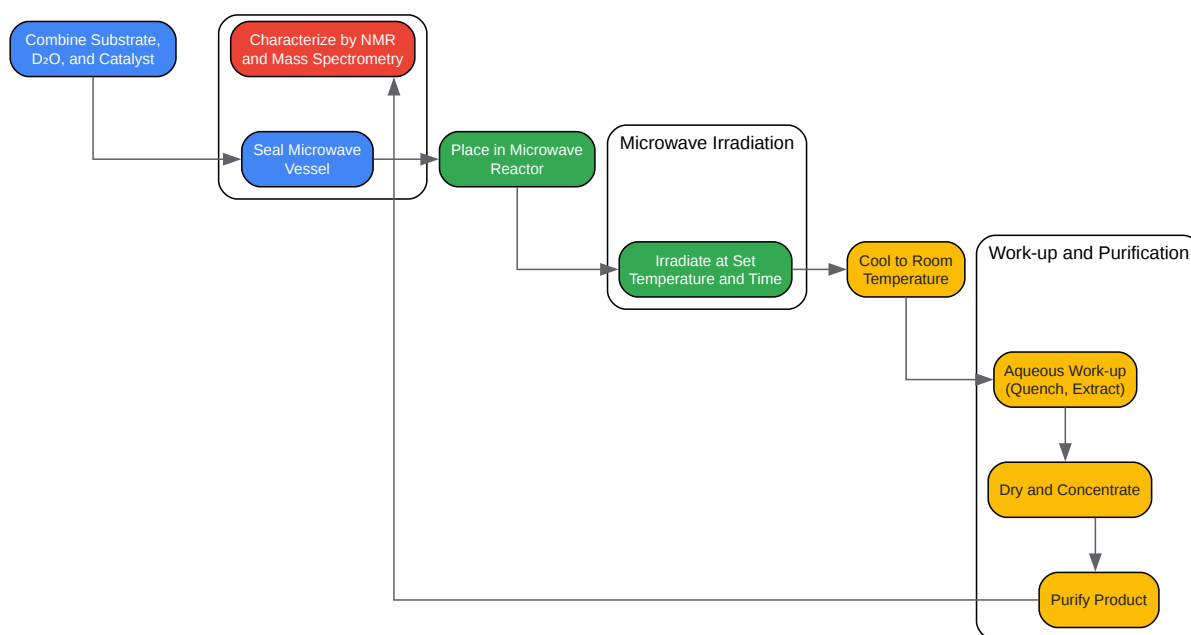 Combine Substrate,
D₂O, and Catalyst
Characterize by NMR
and Mass Spectrometry
Seal Microwave
Vessel
Place in Microwave
Reactor
Microwave Irradiation
Irradiate at Set
Temperature and Time
Cool to Room
Temperature
Work-up and Purification
Aqueous Work-up
(Quench, Extract)
Dry and Concentrate
Purify Product